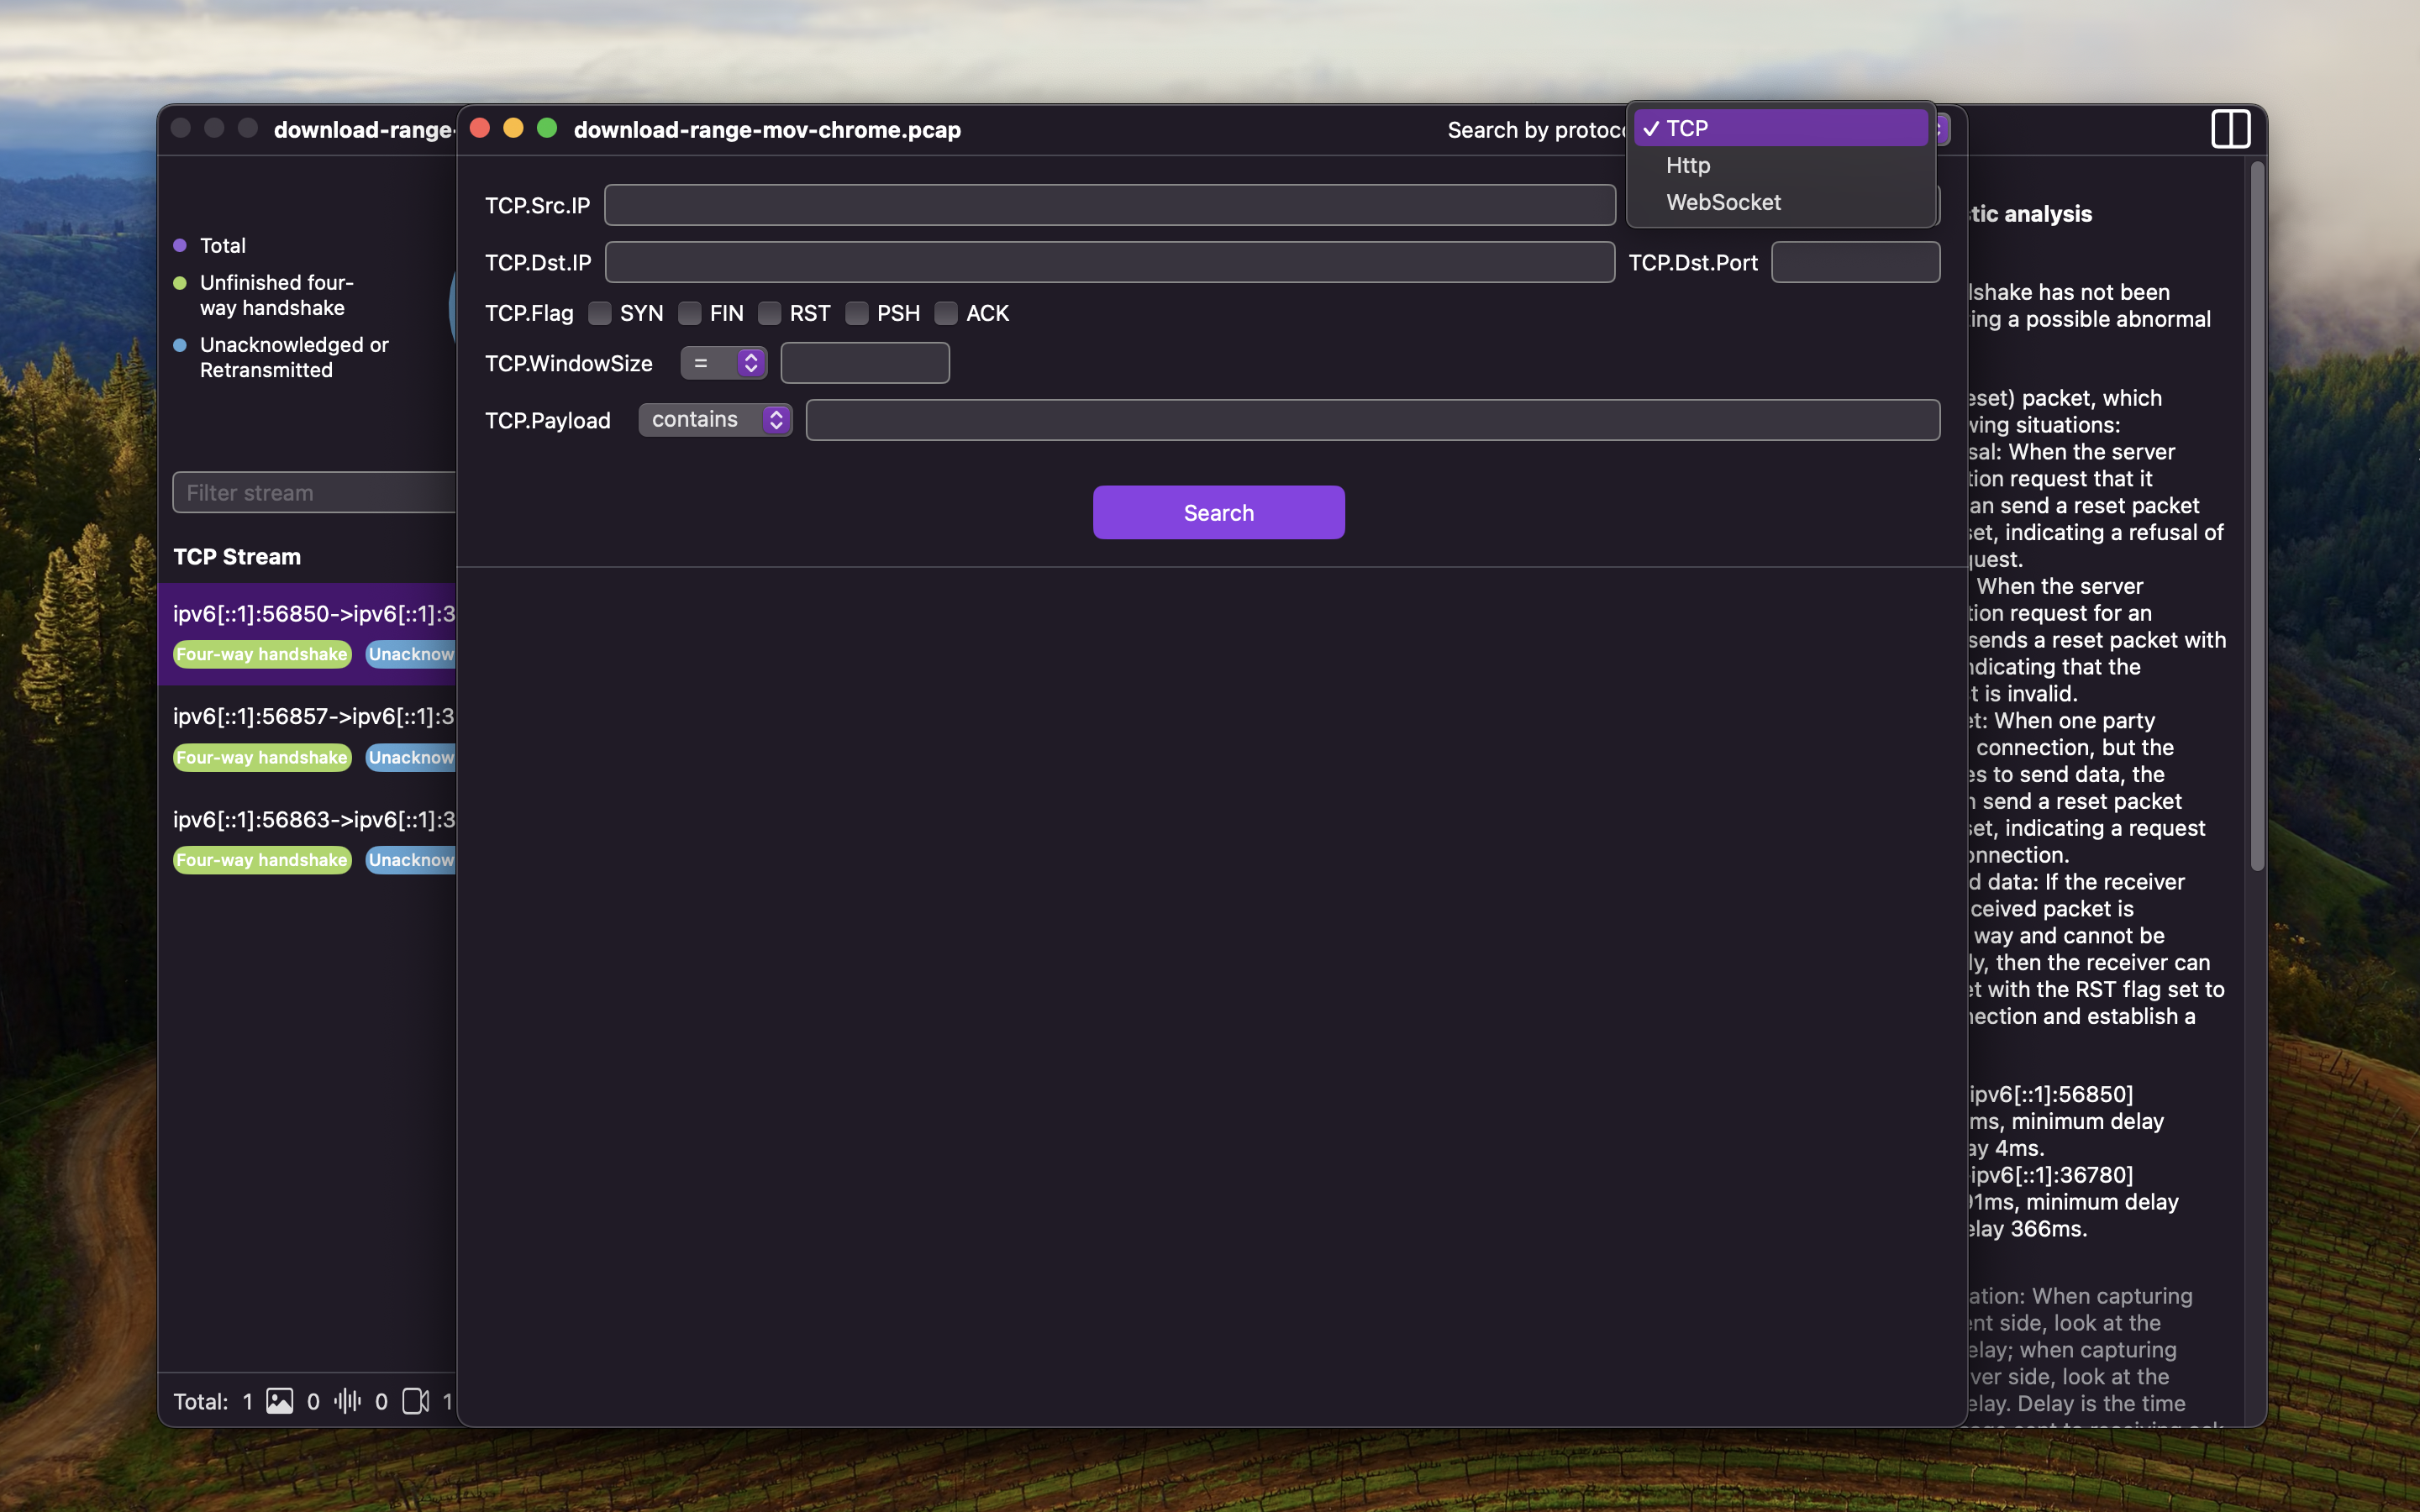 download-range-
download-range-mov-chrome.pcap
Search by protoco
TCP
Http
WebSocket
Total
Unfinished four-
way handshake
Unacknowledged or
Retransmitted
Filter stream
TCP Stream
ipv6[::1]:56850->ipv6[::1]:3
Four-way handshake Unacknow
ipv6[::1]:56857->ipv6[::1]:3
Four-way handshake Unacknow
ipv6[::1]:56863->ipv6[::1]:3
Four-way handshake Unacknow
Total: 1 0 0 1
TCP.Src.IP
TCP.Dst.IP TCP.Dst.Port
TCP.Flag SYN FIN RST PSH ACK
TCP.WindowSize =
TCP.Payload contains
Search
tic analysis
shake has not been
ing a possible abnormal
eset) packet, which
wing situations:
sal: When the server
tion request that it
an send a reset packet
set, indicating a refusal of
quest.
When the server
tion request for an
sends a reset packet with
ndicating that the
t is invalid.
et: When one party
connection, but the
es to send data, the
n send a reset packet
set, indicating a request
onnection.
d data: If the receiver
ceived packet is
way and cannot be
ly, then the receiver can
et with the RST flag set to
nection and establish a
ipv6[::1]:56850]
ms, minimum delay
ay 4ms.
ipv6[::1]:36780]
91ms, minimum delay
elay 366ms.
ation: When capturing
ent side, look at the
elay; when capturing
ver side, look at the
elay. Delay is the time